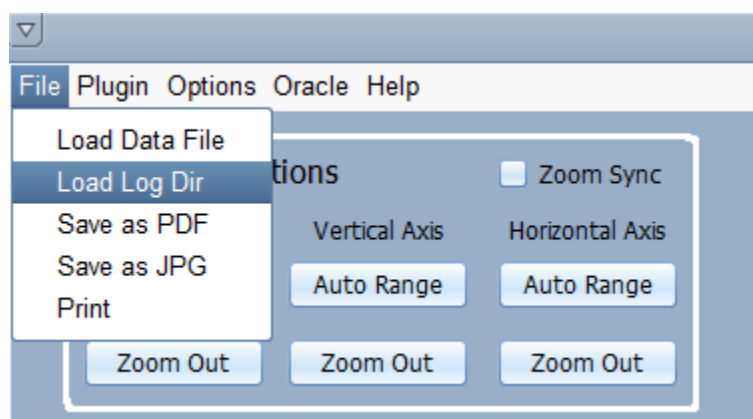 File Plugin Options Oracle Help
Load Data File
Load Log Dir
Save as PDF
Save as JPG
Print
Zoom Sync
Vertical Axis Horizontal Axis
Auto Range Auto Range
Zoom Out Zoom Out Zoom Out